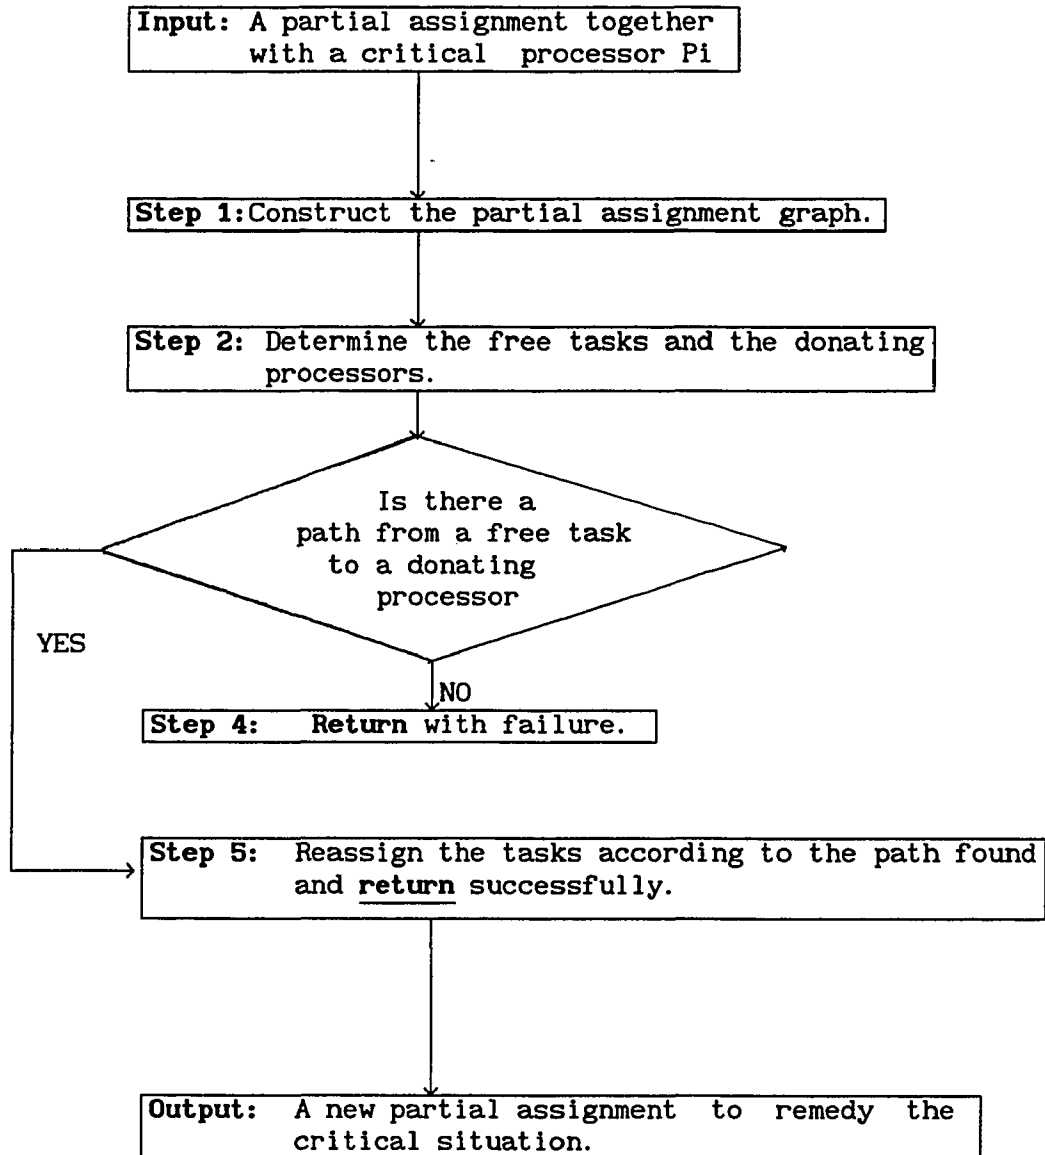 Input: A partial assignment together
with a critical processor Pi
Step 1:Construct the partial assignment graph.
Step 2: Determine the free tasks and the donating
processors.
Is there a
path from a free task
to a donating
processor
YES
NO
Step 4: Return with failure.
Step 5: Reassign the tasks according to the path found
and return successfully.
Output: A new partial assignment to remedy the
critical situation.